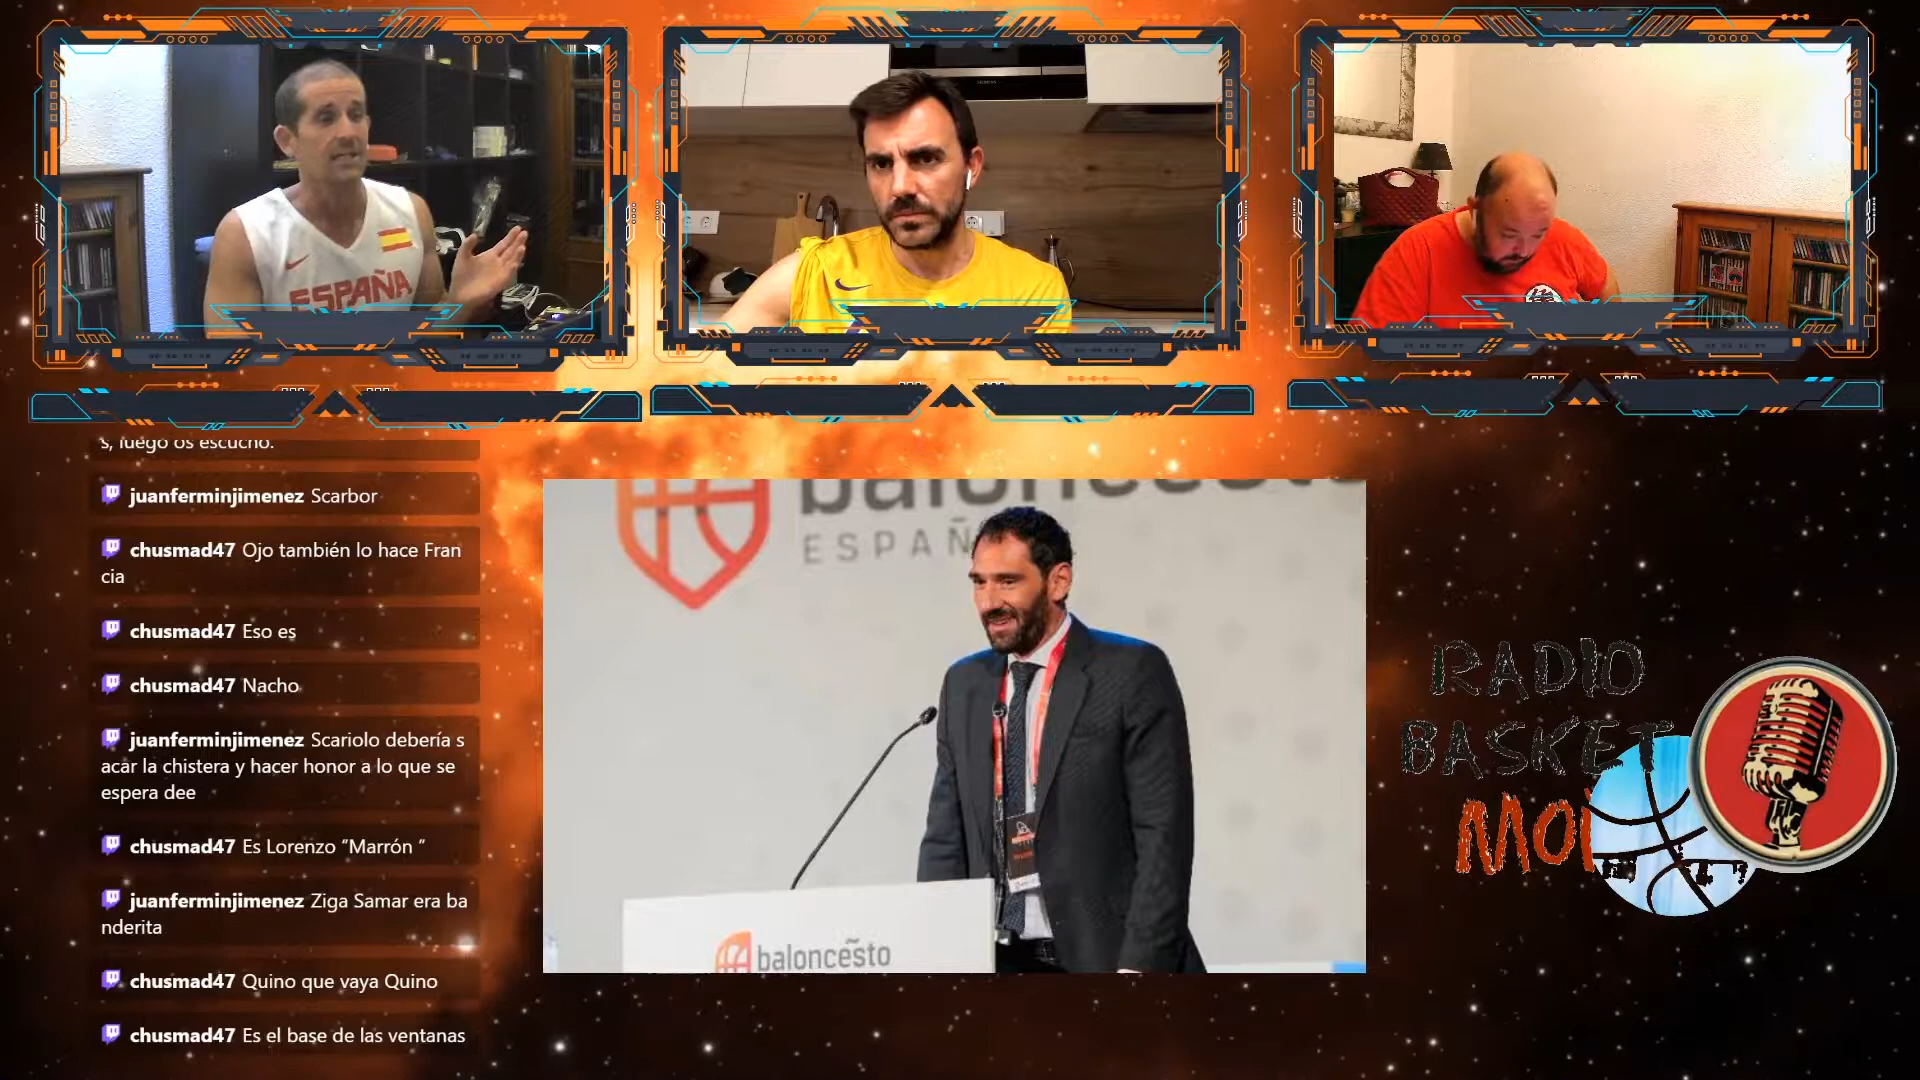 ESPAÑA
s, luego os escucho.
juanferminjimenez Scarbor
chusmad47 Ojo también lo hace Fran
cia
chusmad47 Eso es
chusmad47 Nacho
juanferminjimenez Scariolo debería s
acar la chistera y hacer honor a lo que se
espera dee
chusmad47 Es Lorenzo “Marrón ”
juanferminjimenez Ziga Samar era ba
nderita
chusmad47 Quino que vaya Quino
chusmad47 Es el base de las ventanas
baloncesto
ESPAÑA
baloncesto
RADIO
BASKET
MOI